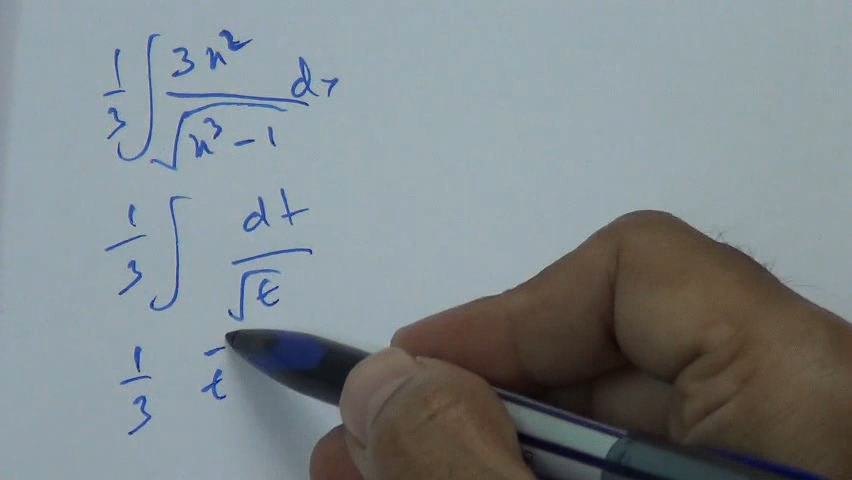 1/3 ∫ 3x² / √(x³ - 1) dx
1/3 ∫ dt / √t
1/3 t